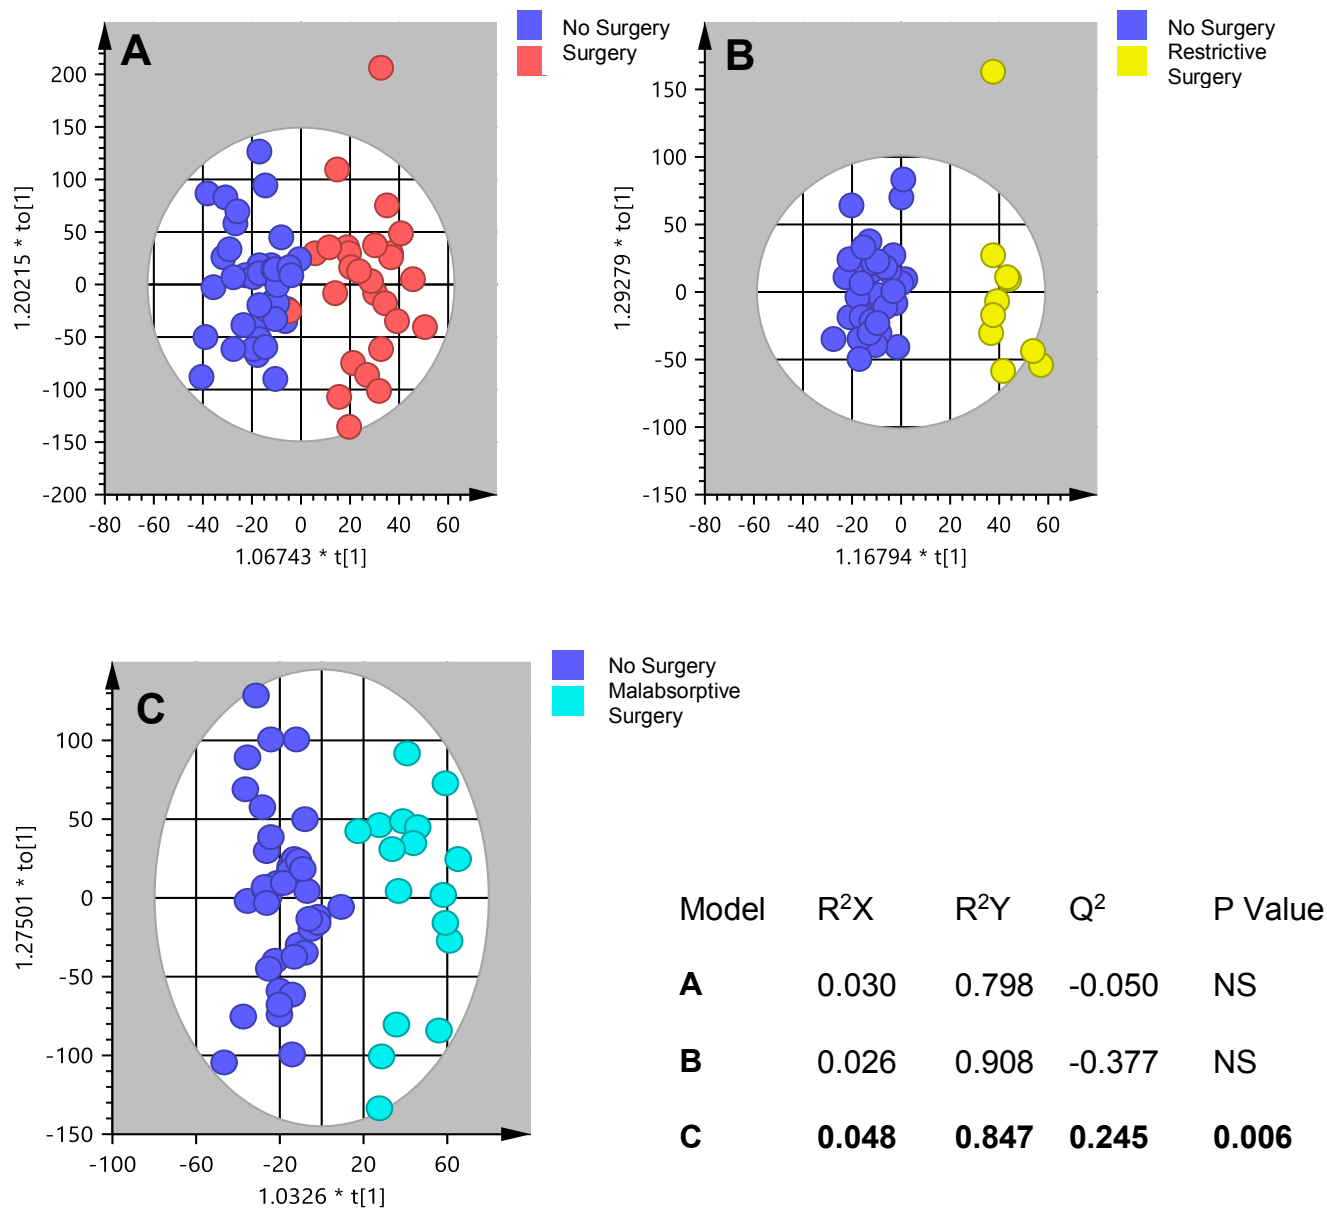 A
No Surgery
Surgery
200
150
100
50
0
-50
-100
-150
-200
-80 -60 -40 -20 0 20 40 60
1.20215 * to[1]
1.06743 * t[1]
B
No Surgery
Restrictive
Surgery
150
100
50
0
-50
-100
-150
-80 -60 -40 -20 0 20 40 60
1.29279 * to[1]
1.16794 * t[1]
C
No Surgery
Malabsorptive
Surgery
100
50
0
-50
-100
-150
-100 -60 -20 20 60
1.27501 * to[1]
1.0326 * t[1]
Model R²X R²Y Q² P Value
A 0.030 0.798 -0.050 NS
B 0.026 0.908 -0.377 NS
C 0.048 0.847 0.245 0.006